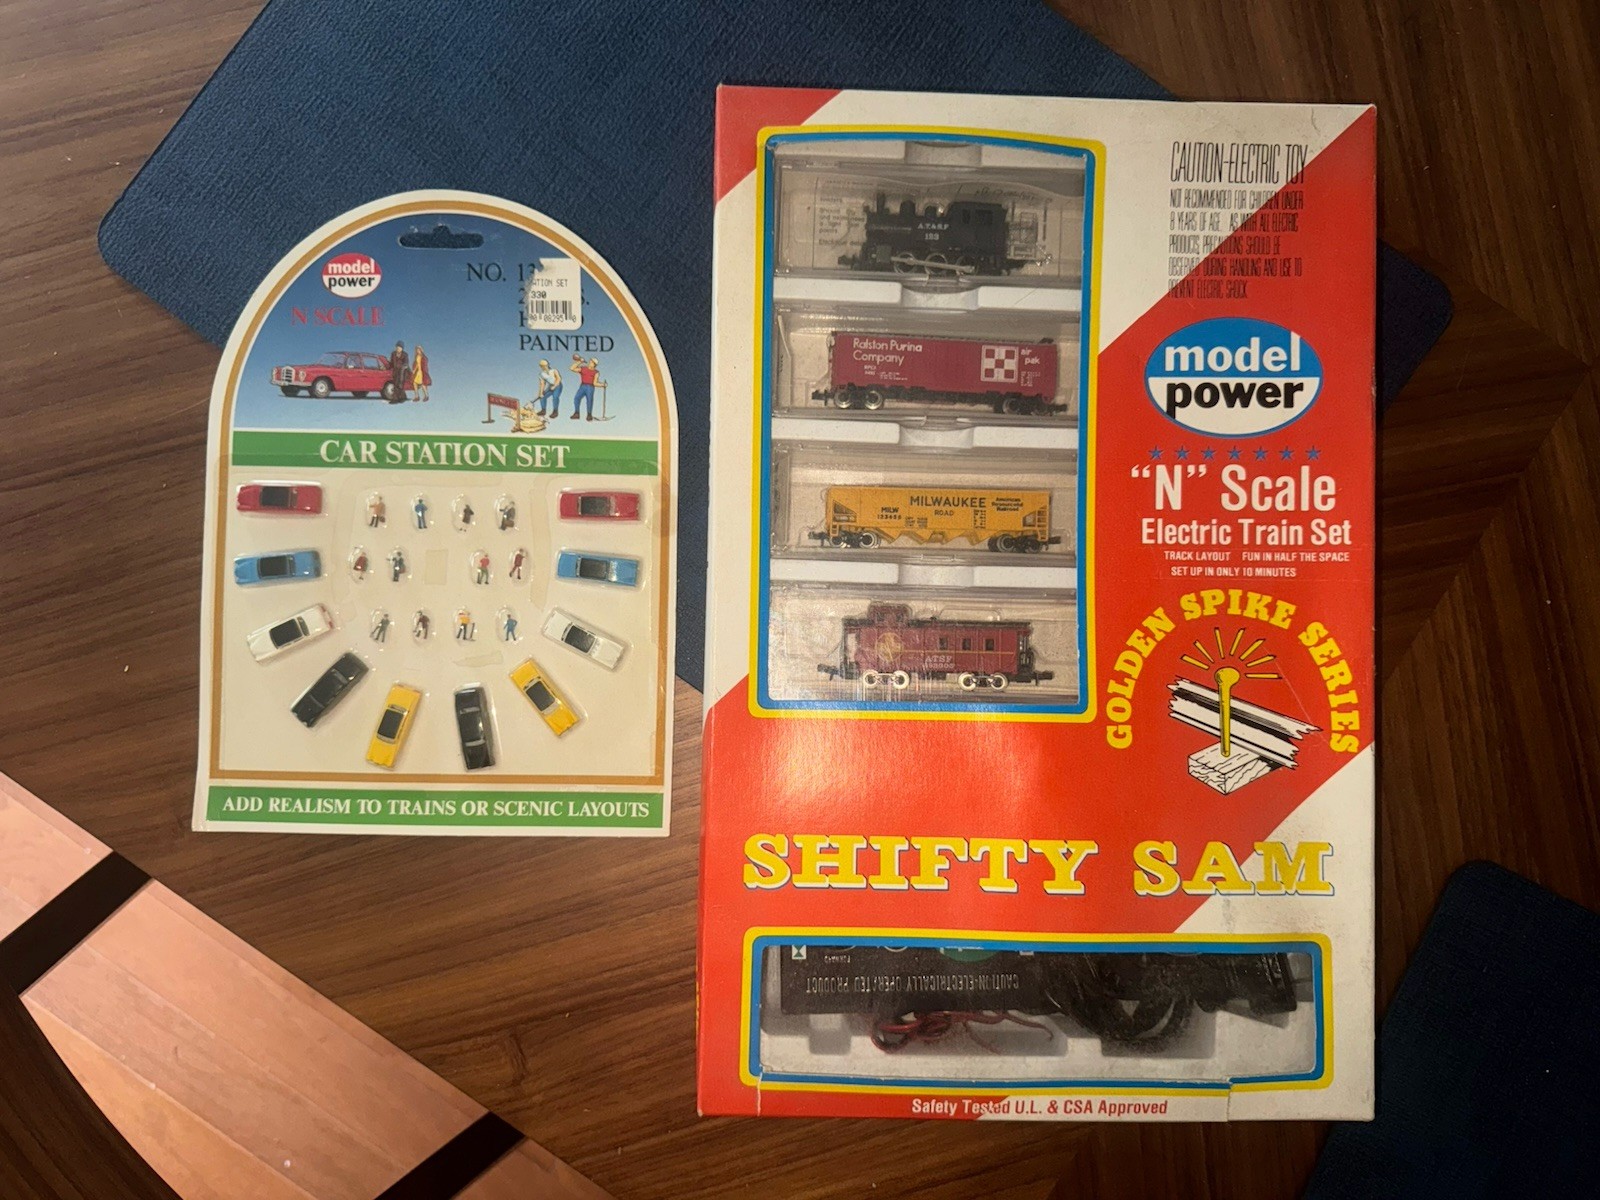 model
power
N SCALE
NO.
PAINTED
ATION SET
330
CAR STATION SET
ADD REALISM TO TRAINS OR SCENIC LAYOUTS
CAUTION-ELECTRIC TOY
NOT RECOMMENDED FOR CHILDREN UNDER
8 YEARS OF AGE. AS WITH ALL ELECTRIC
PRODUCTS, PRECAUTIONS SHOULD BE
OBSERVED DURING HANDLING AND USE TO
PREVENT ELECTRIC SHOCK.
A.T.&S.F
Ralston Purina
Company
air
pak
MILWAUKEE
ROAD
MILW
American
Railroad
ATSF
model
power
"N" Scale
Electric Train Set
TRACK LAYOUT FUN IN HALF THE SPACE
SET UP IN ONLY 10 MINUTES
GOLDEN SPIKE SERIES
SHIFTY SAM
CAUTION-ELECTRICALLY OPERATED PRODUCT
Safety Tested U.L. & CSA Approved